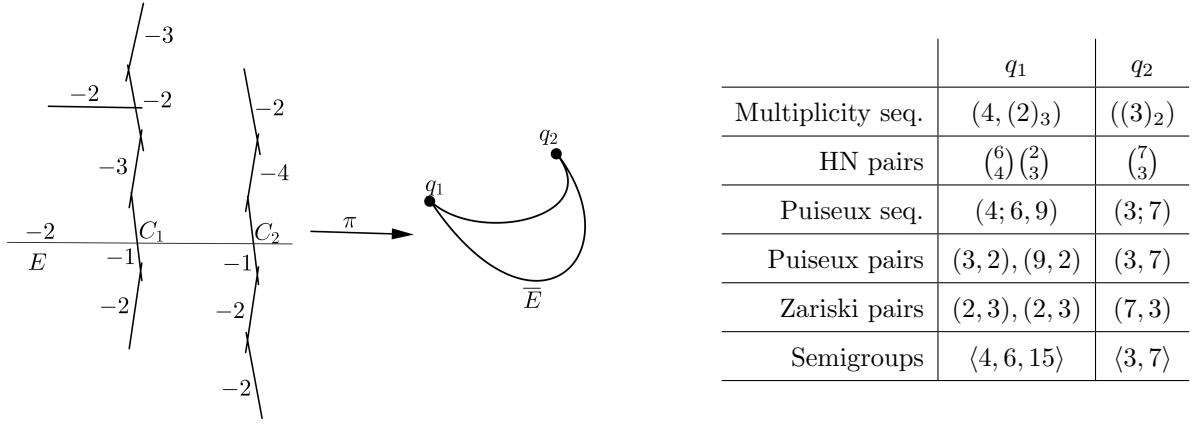 −3
−2
−2
−2
−3
−4
q₂
q₁
−2
C₁
C₂
π
E
−1
−1
−2
−2
E̅
−2
q₁ q₂
Multiplicity seq. (4, (2)₃) ((3)₂)
HN pairs (6 4)(2 3) (7 3)
Puiseux seq. (4; 6, 9) (3; 7)
Puiseux pairs (3, 2), (9, 2) (3, 7)
Zariski pairs (2, 3), (2, 3) (7, 3)
Semigroups ⟨4, 6, 15⟩ ⟨3, 7⟩